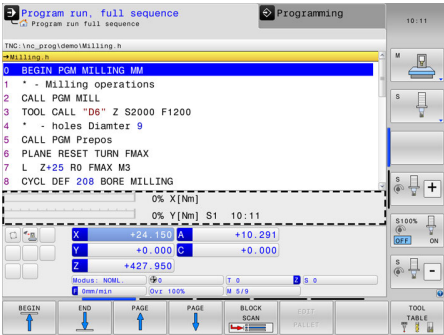 Program run, full sequence
Program run full sequence
Programming
10:11
TNC:\nc_prog\demo\Milling.h
→Milling.h
0 BEGIN PGM MILLING MM
1 * - Milling operations
2 CALL PGM MILL
3 TOOL CALL "D6" Z S2000 F1200
4 * - holes Diamter 9
5 CALL PGM Prepos
6 PLANE RESET TURN FMAX
7 L Z+25 R0 FMAX M3
8 CYCL DEF 208 BORE MILLING
0% X[Nm]
0% Y[Nm] S1 10:11
X +24.150 A +10.291
Y +0.000 C +0.000
Z +427.950
Modus: NOML. 0 T 0 Z S 0
F 0mm/min Ovr 100% M 5/9
M
S
S
+
S100%
OFF ON
S
-
BEGIN
END
PAGE
PAGE
BLOCK SCAN
EDIT PALLET
TOOL TABLE